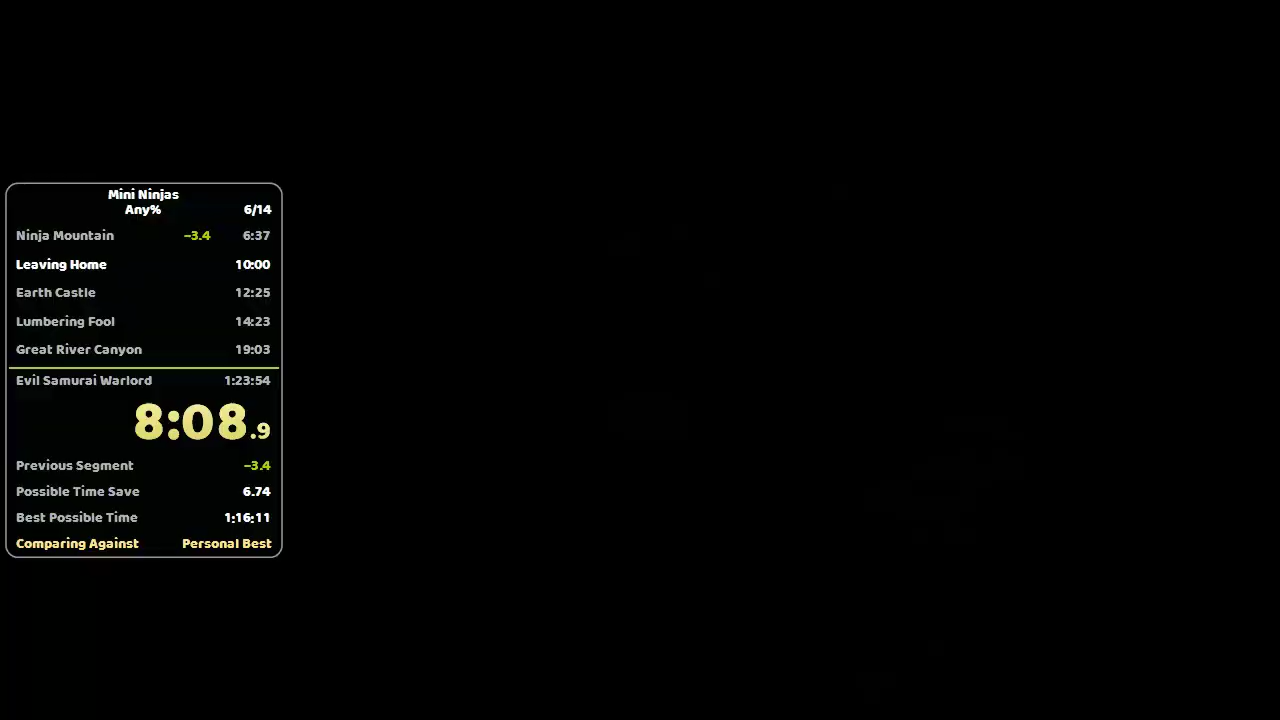 Mini Ninjas
Any% 6/14
Ninja Mountain −3.4 6:37
Leaving Home 10:00
Earth Castle 12:25
Lumbering Fool 14:23
Great River Canyon 19:03
Evil Samurai Warlord 1:23:54
8:08.9
Previous Segment −3.4
Possible Time Save 6.74
Best Possible Time 1:16:11
Comparing Against Personal Best